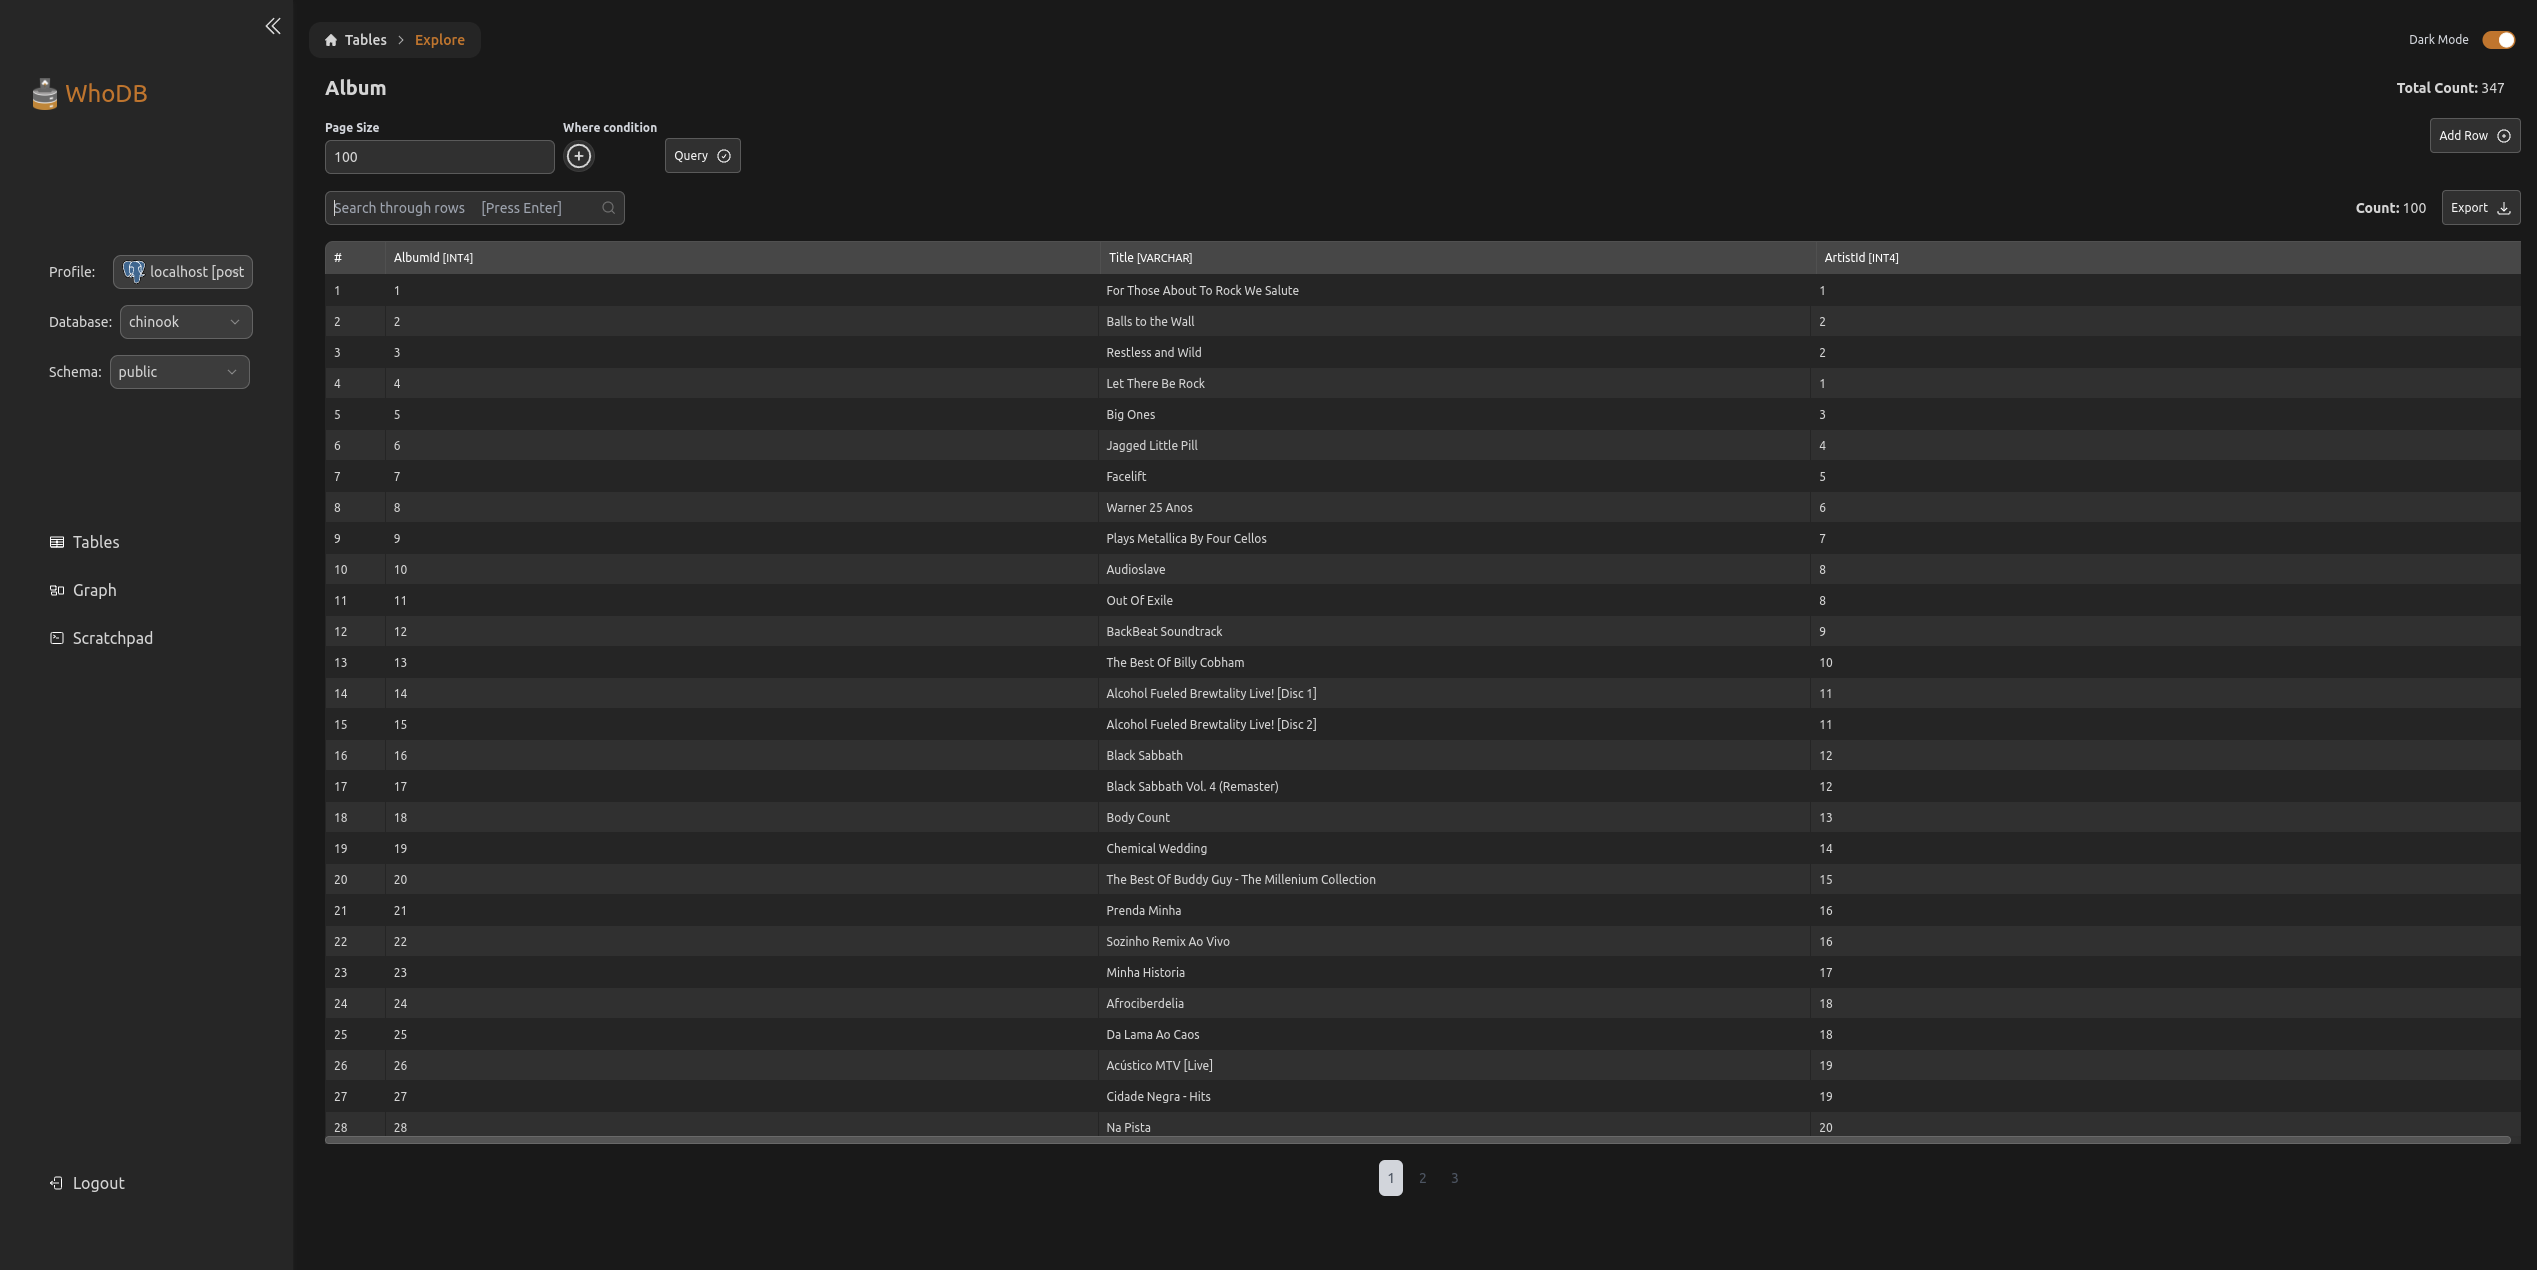 WhoDB
Profile: localhost [post
Database: chinook
Schema: public
Tables
Graph
Scratchpad
Logout
Tables > Explore
Dark Mode
Album
Total Count: 347
Page Size
Where condition
100
Query
Add Row
Search through rows [Press Enter]
Count: 100
Export
# AlbumId [INT4] Title [VARCHAR] ArtistId [INT4]
1 1 For Those About To Rock We Salute 1
2 2 Balls to the Wall 2
3 3 Restless and Wild 2
4 4 Let There Be Rock 1
5 5 Big Ones 3
6 6 Jagged Little Pill 4
7 7 Facelift 5
8 8 Warner 25 Anos 6
9 9 Plays Metallica By Four Cellos 7
10 10 Audioslave 8
11 11 Out Of Exile 8
12 12 BackBeat Soundtrack 9
13 13 The Best Of Billy Cobham 10
14 14 Alcohol Fueled Brewtality Live! [Disc 1] 11
15 15 Alcohol Fueled Brewtality Live! [Disc 2] 11
16 16 Black Sabbath 12
17 17 Black Sabbath Vol. 4 (Remaster) 12
18 18 Body Count 13
19 19 Chemical Wedding 14
20 20 The Best Of Buddy Guy - The Millenium Collection 15
21 21 Prenda Minha 16
22 22 Sozinho Remix Ao Vivo 16
23 23 Minha Historia 17
24 24 Afrociberdelia 18
25 25 Da Lama Ao Caos 18
26 26 Acústico MTV [Live] 19
27 27 Cidade Negra - Hits 19
28 28 Na Pista 20
1 2 3